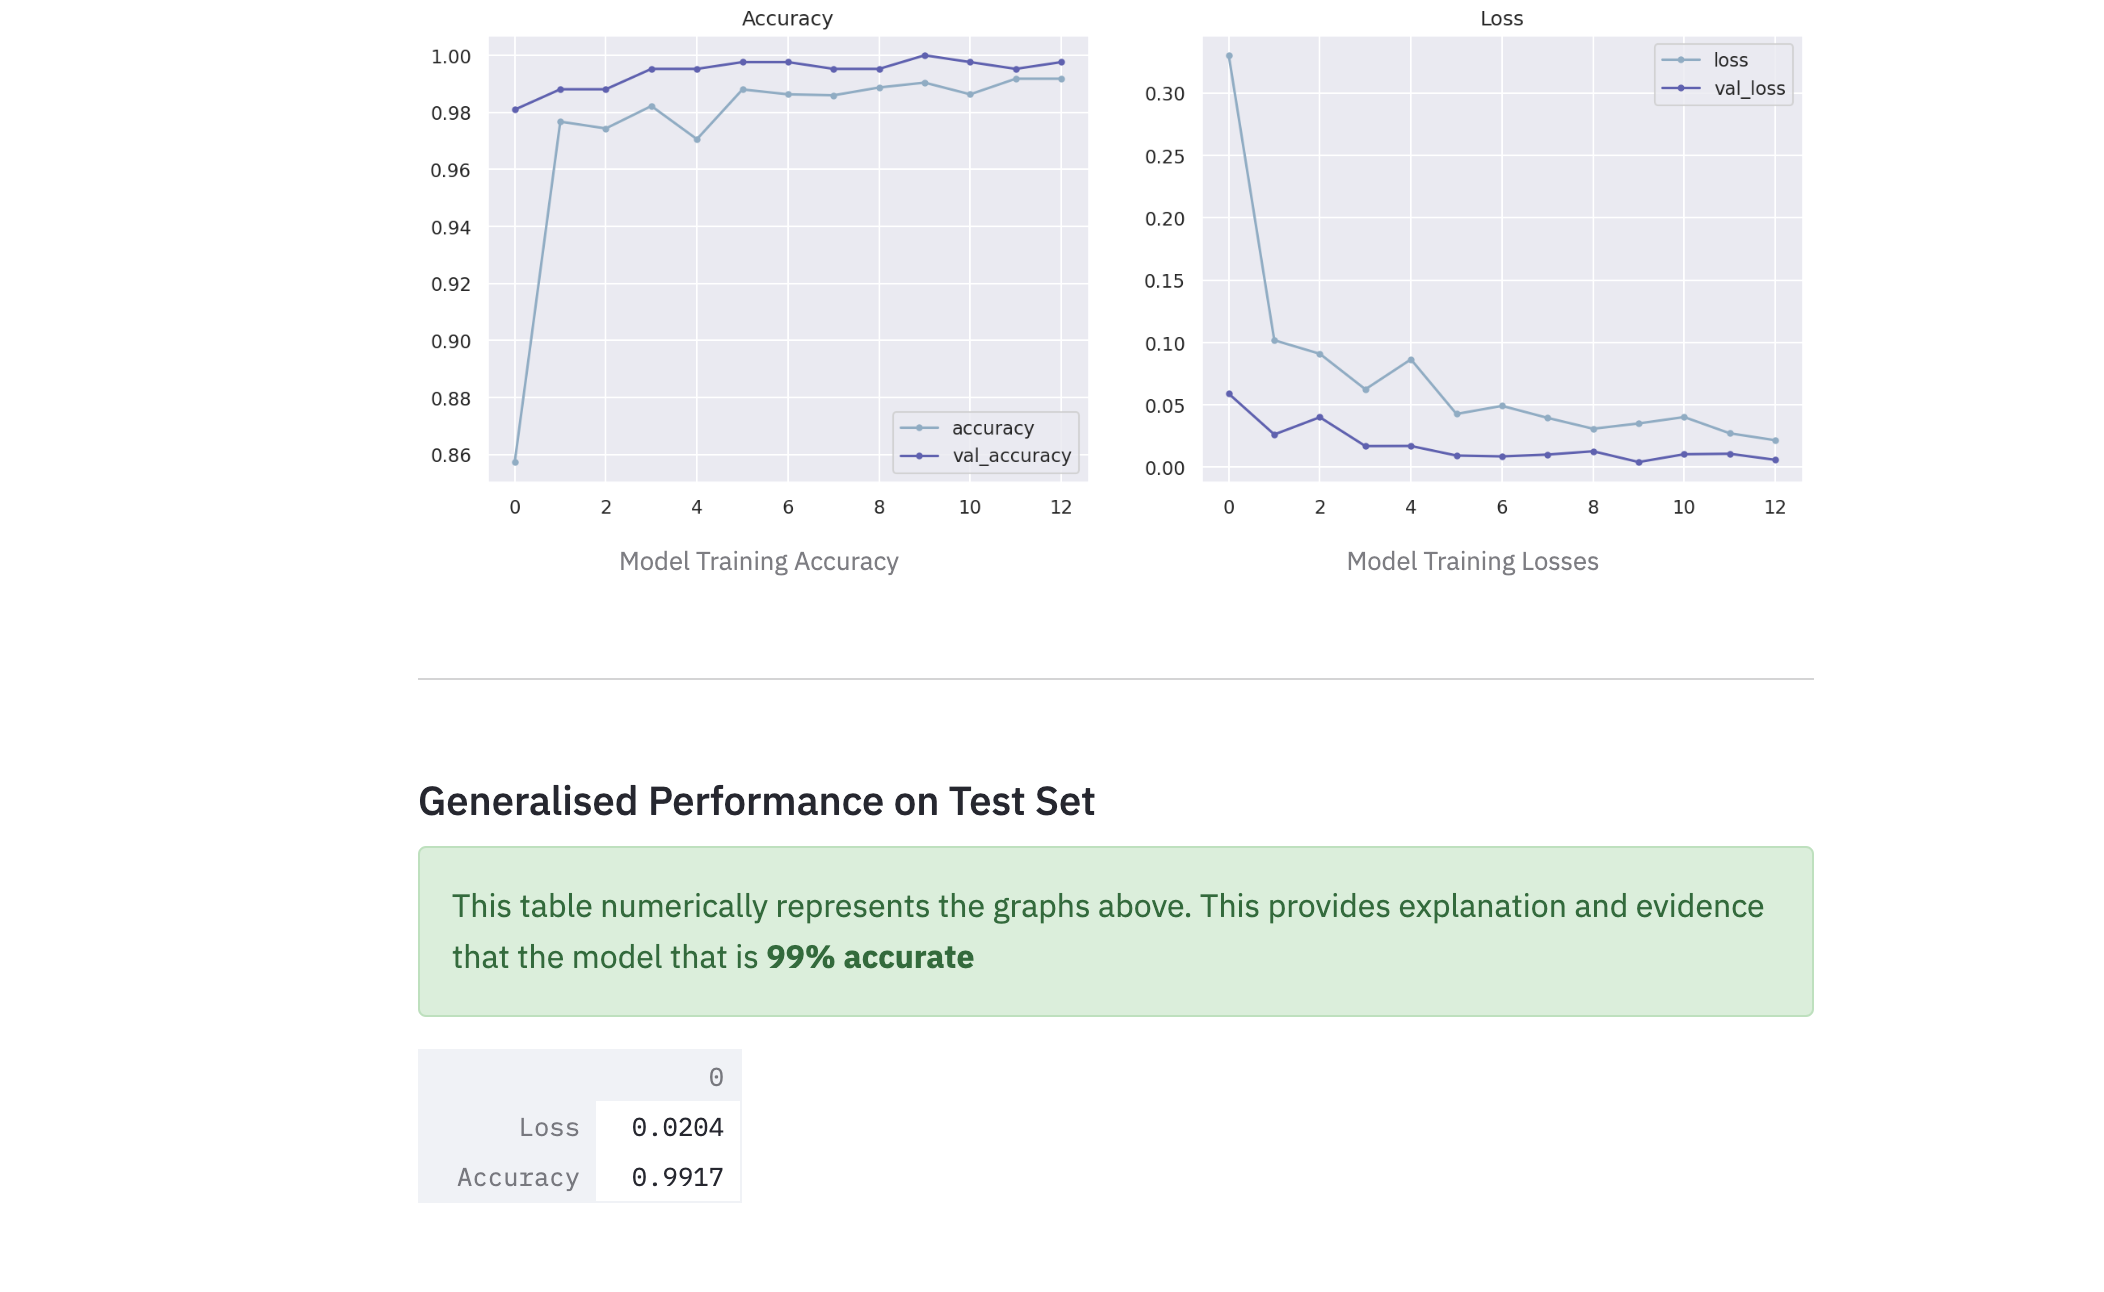 Accuracy
1.00
0.98
0.96
0.94
0.92
0.90
0.88
0.86
accuracy
val_accuracy
0 2 4 6 8 10 12
Model Training Accuracy
Loss
loss
val_loss
0.30
0.25
0.20
0.15
0.10
0.05
0.00
0 2 4 6 8 10 12
Model Training Losses
Generalised Performance on Test Set
This table numerically represents the graphs above. This provides explanation and evidence
that the model that is 99% accurate
0
Loss 0.0204
Accuracy 0.9917